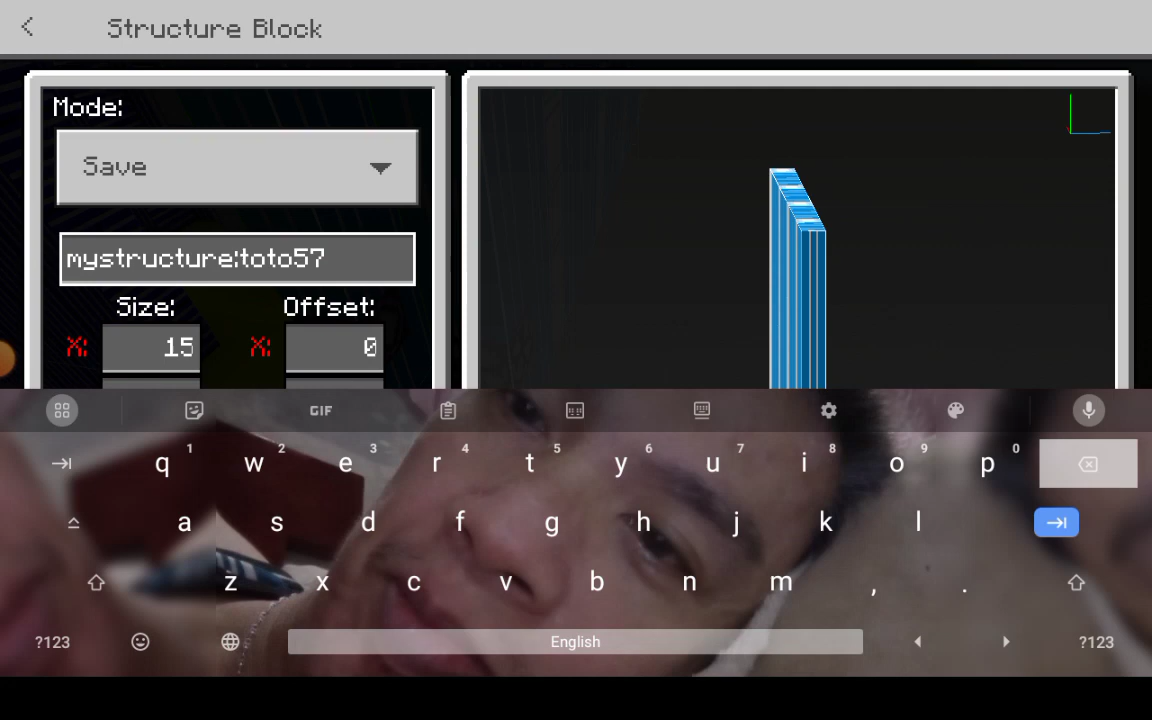 Structure Block
Mode:
Save
mystructure:toto57
Size: Offset:
X: 15 X: 0
GIF
q 1 w 2 e 3 r 4 t 5 y 6 u 7 i 8 o 9 p 0
a s d f g h j k l
z x c v b n m , .
?123 English ?123